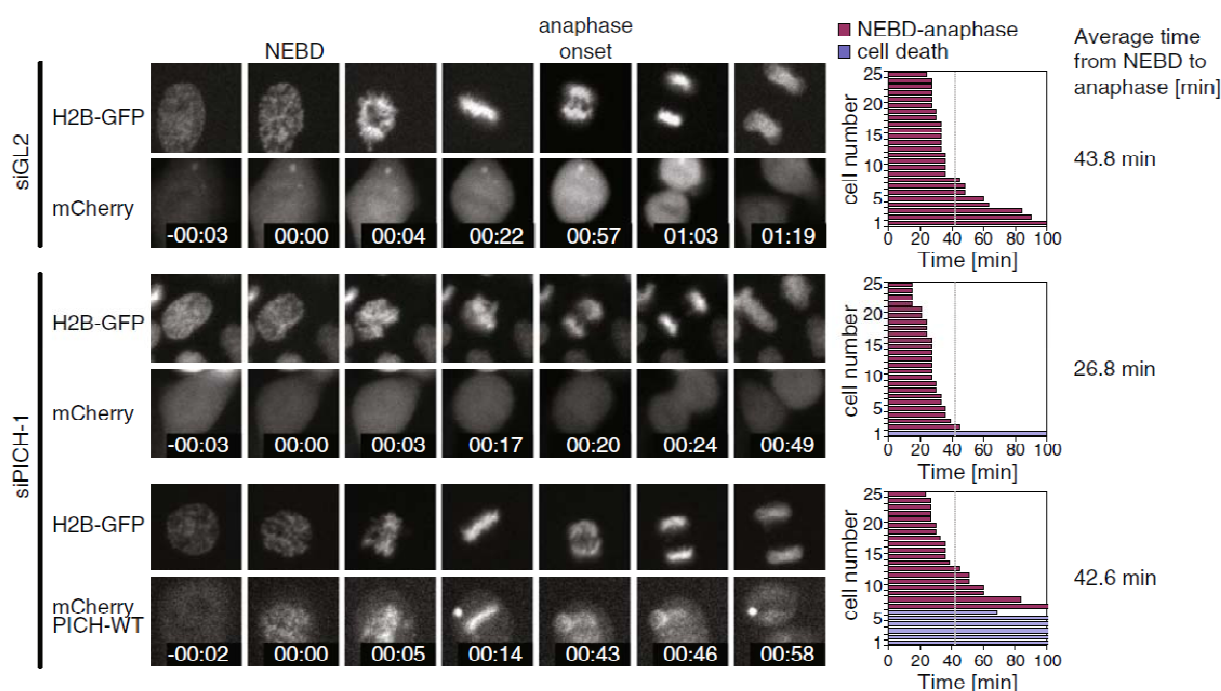 NEBD
anaphase
onset
NEBD-anaphase
cell death
Average time
from NEBD to
anaphase [min]
siGL2
H2B-GFP
mCherry
-00:03 00:00 00:04 00:22 00:57 01:03 01:19
cell number
25
20
15
10
5
1
0 20 40 60 80 100
Time [min]
43.8 min
siPICH-1
H2B-GFP
mCherry
-00:03 00:00 00:03 00:17 00:20 00:24 00:49
cell number
25
20
15
10
5
1
0 20 40 60 80 100
Time [min]
26.8 min
H2B-GFP
mCherry
PICH-WT
-00:02 00:00 00:05 00:14 00:43 00:46 00:58
cell number
25
20
15
10
5
1
0 20 40 60 80 100
Time [min]
42.6 min